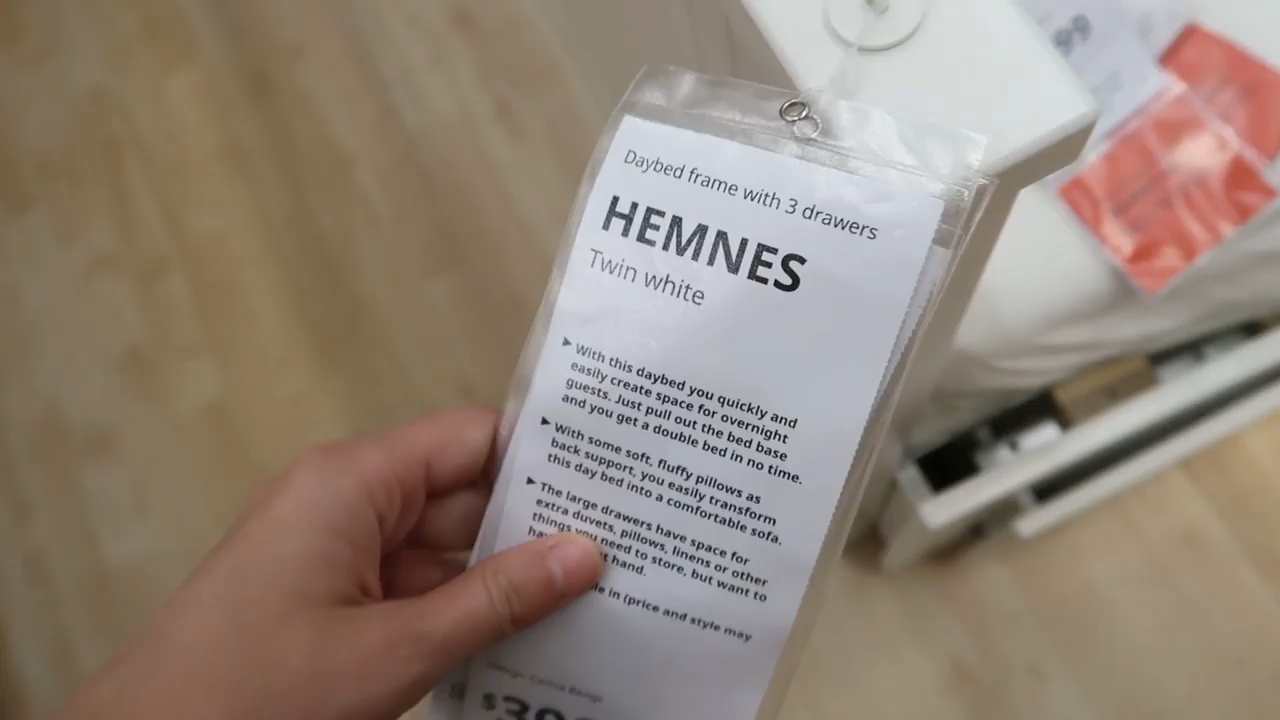 Daybed frame with 3 drawers
HEMNES
Twin white
▶ With this daybed you quickly and
easily create space for overnight
guests. Just pull out the bed base
and you get a double bed in no time.
▶ With some soft, fluffy pillows as
back support, you easily transform
this day bed into a comfortable sofa.
▶ The large drawers have space for
extra duvets, pillows, linens or other
things you need to store, but want to
hand.
in (price and style may
99